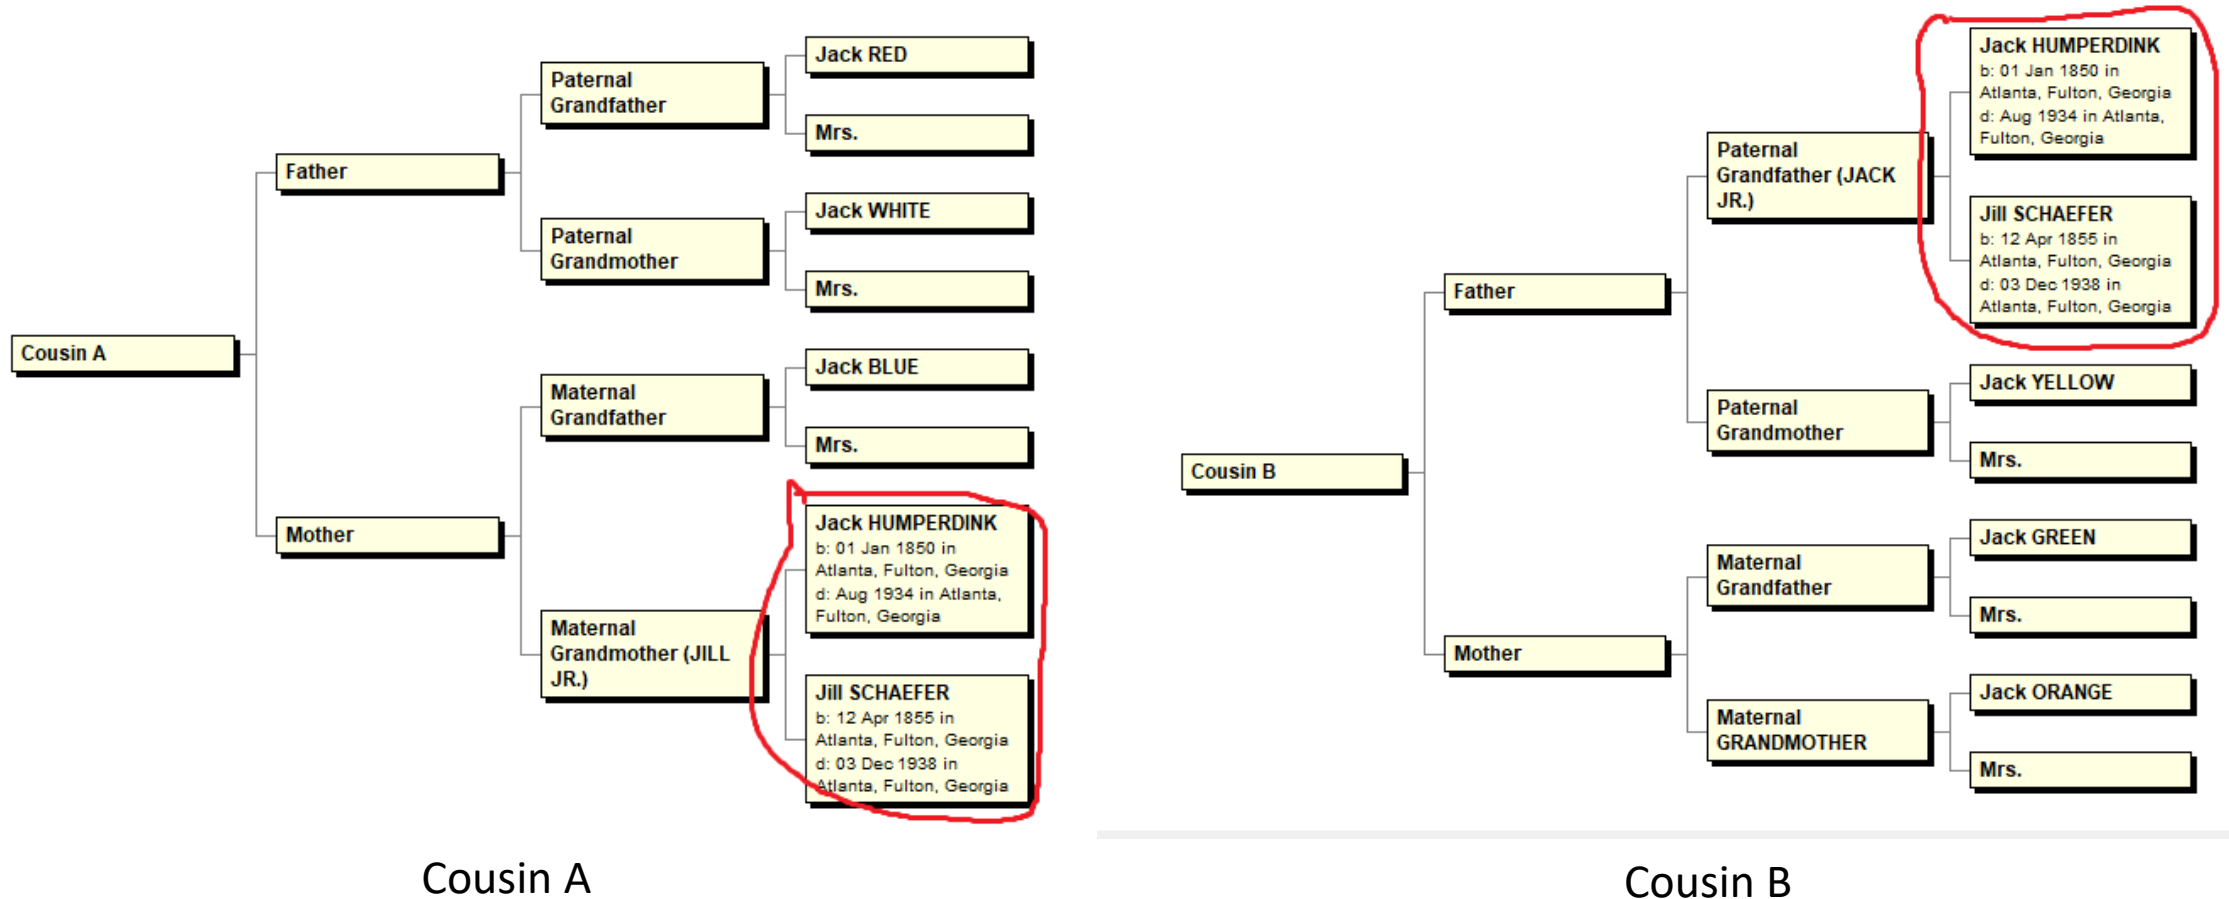 Jack RED
Paternal
Grandfather
Mrs.
Father
Jack WHITE
Paternal
Grandmother
Mrs.
Cousin A
Jack BLUE
Maternal
Grandfather
Mrs.
Mother
Jack HUMPERDINK
b: 01 Jan 1850 in
Atlanta, Fulton, Georgia
d: Aug 1934 in Atlanta,
Fulton, Georgia
Maternal
Grandmother (JILL
JR.)
Jill SCHAEFER
b: 12 Apr 1855 in
Atlanta, Fulton, Georgia
d: 03 Dec 1938 in
Atlanta, Fulton, Georgia
Cousin A
Jack HUMPERDINK
b: 01 Jan 1850 in
Atlanta, Fulton, Georgia
d: Aug 1934 in Atlanta,
Fulton, Georgia
Paternal
Grandfather (JACK
JR.)
Jill SCHAEFER
b: 12 Apr 1855 in
Atlanta, Fulton, Georgia
d: 03 Dec 1938 in
Atlanta, Fulton, Georgia
Father
Jack YELLOW
Paternal
Grandmother
Mrs.
Cousin B
Jack GREEN
Maternal
Grandfather
Mrs.
Mother
Jack ORANGE
Maternal
GRANDMOTHER
Mrs.
Cousin B